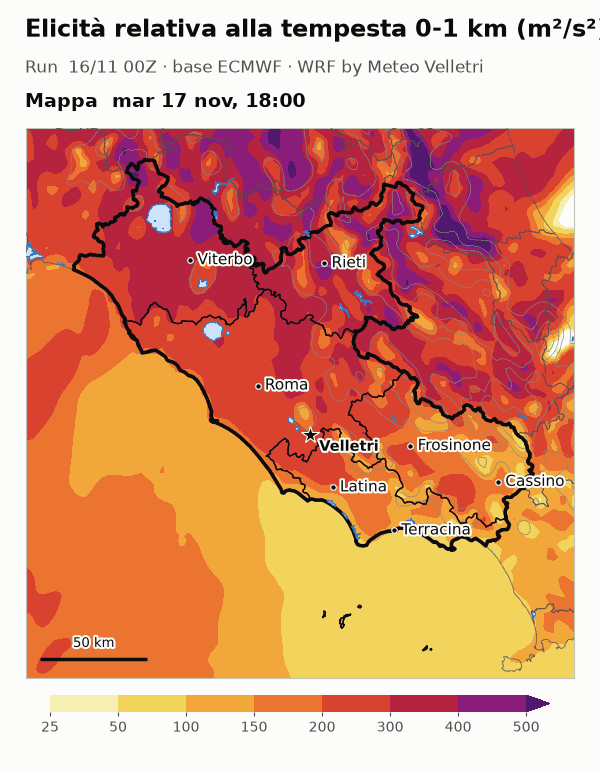 Elicità relativa alla tempesta 0-1 km (m²/s²)
Run 16/11 00Z · base ECMWF · WRF by Meteo Velletri
Mappa mar 17 nov, 18:00
Viterbo
Rieti
Roma
Velletri
Frosinone
Latina
Cassino
Terracina
50 km
25 50 100 150 200 300 400 500